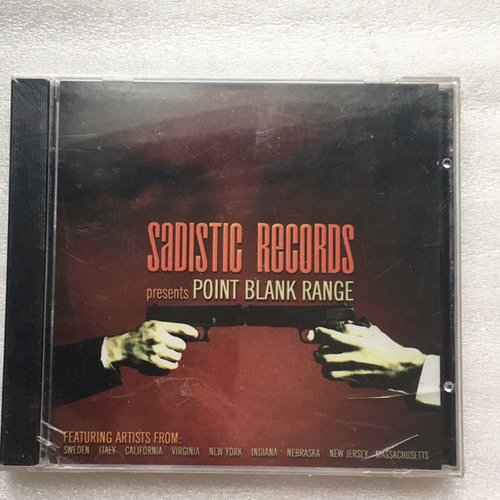 SADISTIC RECORDS
presents POINT BLANK RANGE
FEATURING ARTISTS FROM:
SWEDEN ITALY CALIFORNIA VIRGINIA NEW YORK INDIANA NEBRASKA NEW JERSEY MASSACHUSETTS